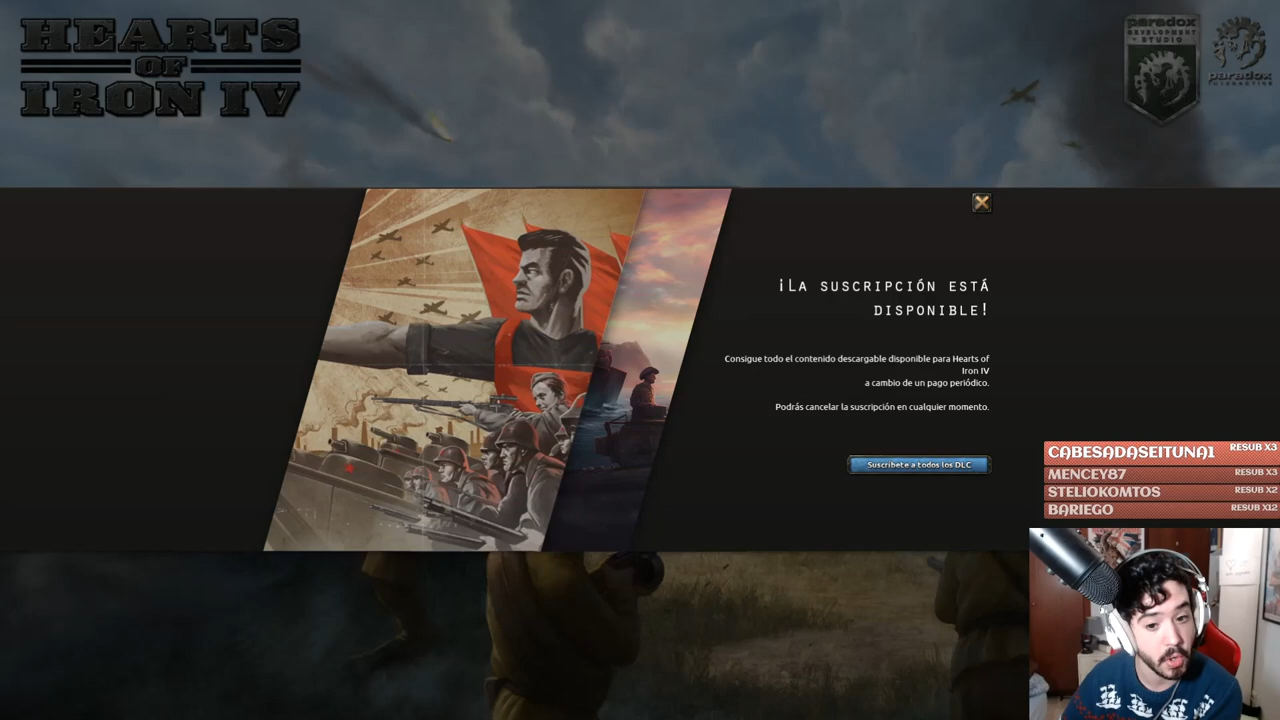 HEARTS
OF
IRON IV
paradox
DEVELOPMENT
STUDIO
paradox
INTERACTIVE
¡La suscripción está
disponible!
Consigue todo el contenido descargable disponible para Hearts of
Iron IV
a cambio de un pago periódico.
Podrás cancelar la suscripción en cualquier momento.
Suscríbete a todos los DLC
CABESADASEITUNA1 RESUB X3
MENCEY87 RESUB X3
STELIOKOMTOS RESUB X2
BARIEGO RESUB X12